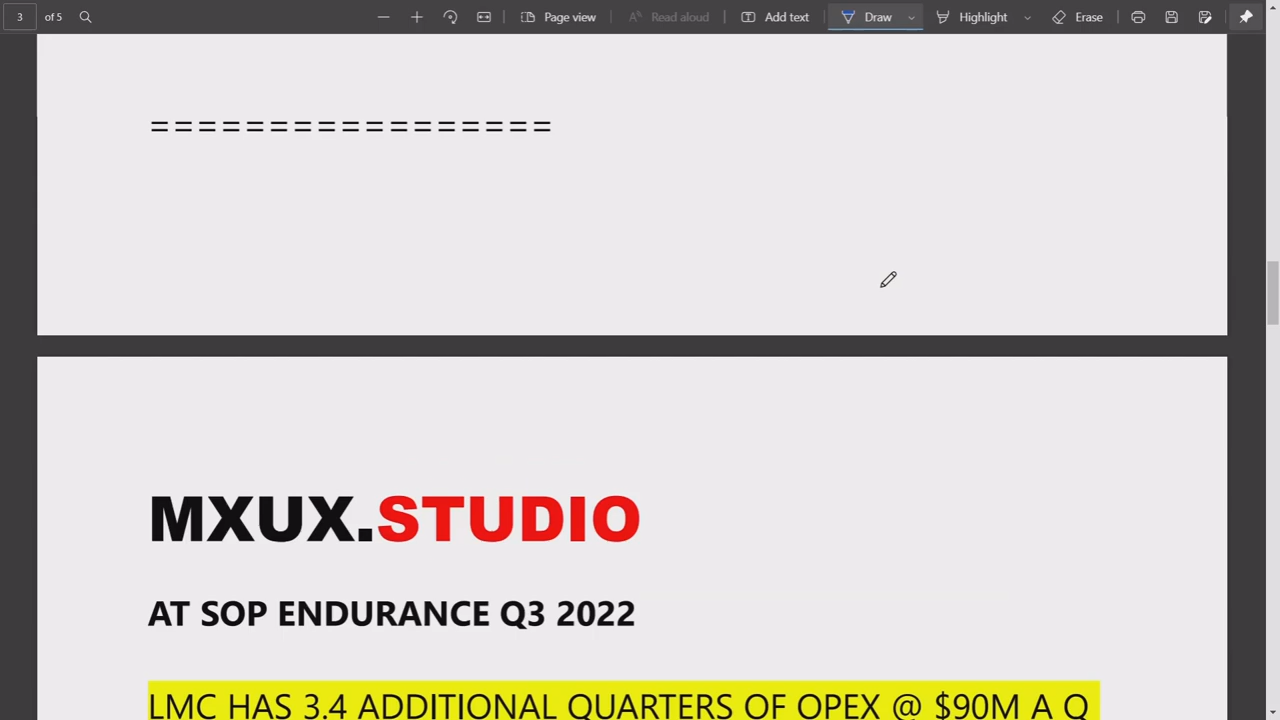 3 of 5 Page view Read aloud Add text Draw Highlight Erase
=================
MXUX.STUDIO
AT SOP ENDURANCE Q3 2022
LMC HAS 3.4 ADDITIONAL QUARTERS OF OPEX @ $90M A Q